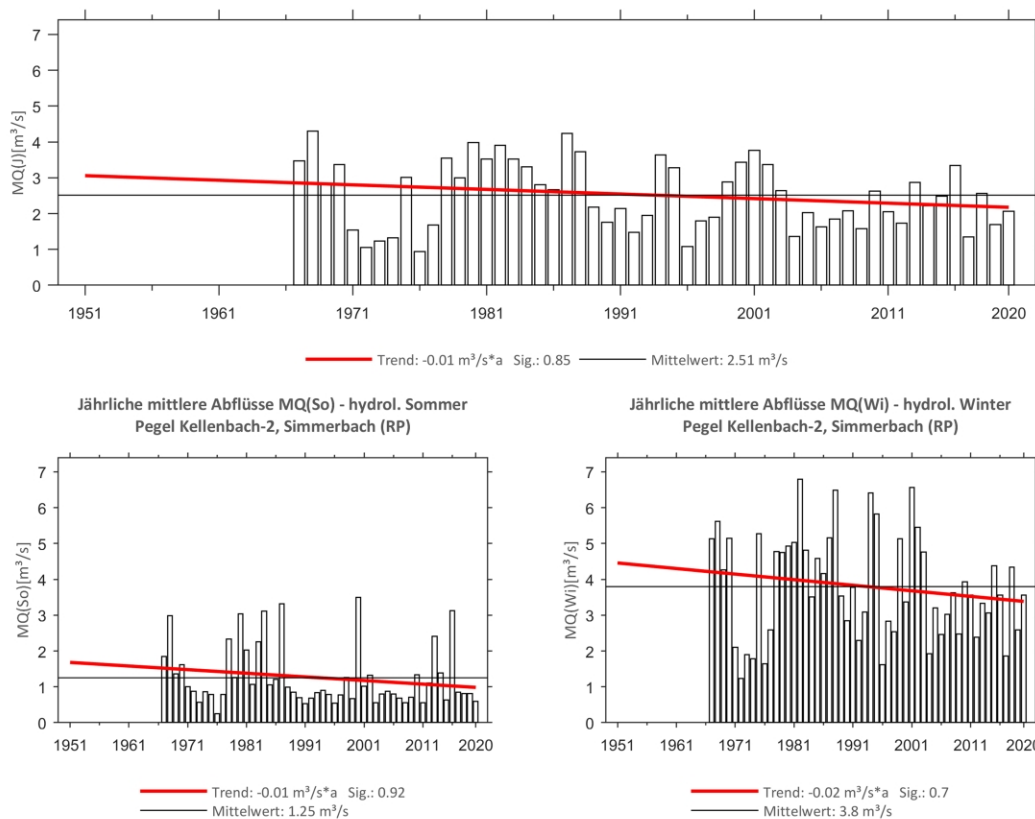 7
6
5
4
3
2
1
0
MQ(J)[m³/s]
1951 1961 1971 1981 1991 2001 2011 2020
Trend: -0.01 m³/s*a Sig.: 0.85 Mittelwert: 2.51 m³/s
Jährliche mittlere Abflüsse MQ(So) - hydrol. Sommer
Pegel Kellenbach-2, Simmerbach (RP)
7
6
5
4
3
2
1
0
MQ(So)[m³/s]
1951 1961 1971 1981 1991 2001 2011 2020
Trend: -0.01 m³/s*a Sig.: 0.92
Mittelwert: 1.25 m³/s
Jährliche mittlere Abflüsse MQ(Wi) - hydrol. Winter
Pegel Kellenbach-2, Simmerbach (RP)
7
6
5
4
3
2
1
0
MQ(Wi)[m³/s]
1951 1961 1971 1981 1991 2001 2011 2020
Trend: -0.02 m³/s*a Sig.: 0.7
Mittelwert: 3.8 m³/s